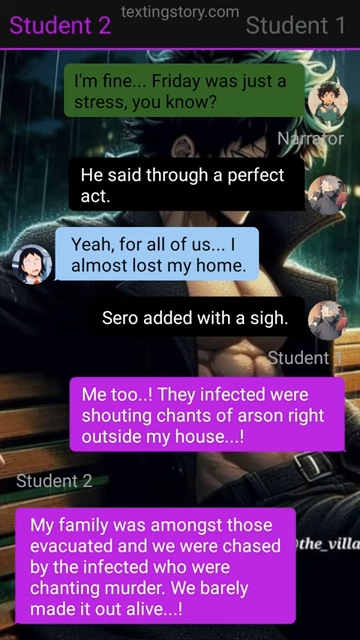 textingstory.com
Student 2
Student 1
I'm fine... Friday was just a
stress, you know?
Narrator
He said through a perfect
act.
Yeah, for all of us... I
almost lost my home.
Sero added with a sigh.
Student 1
Me too..! They infected were
shouting chants of arson right
outside my house...!
Student 2
My family was amongst those
evacuated and we were chased
by the infected who were
chanting murder. We barely
made it out alive...!
@the_villa